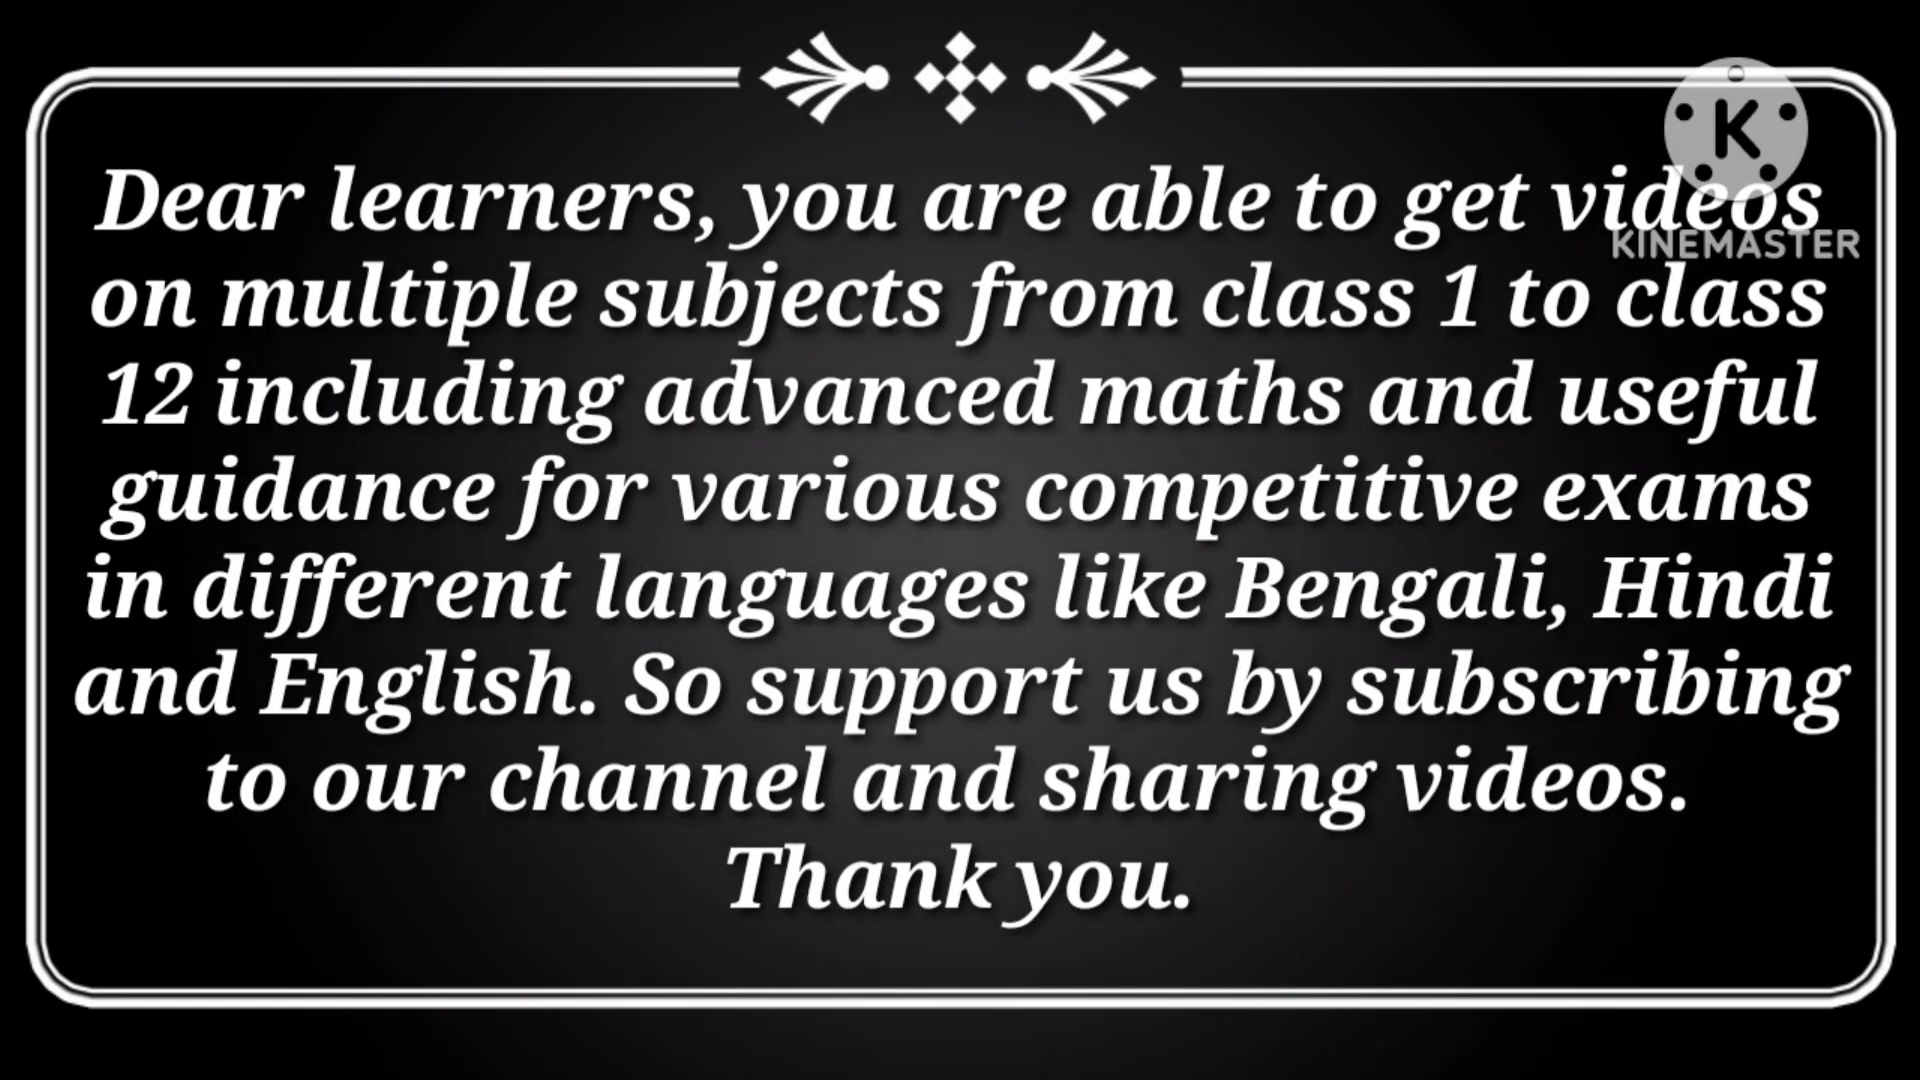 Dear learners, you are able to get videos
on multiple subjects from class 1 to class
12 including advanced maths and useful
guidance for various competitive exams
in different languages like Bengali, Hindi
and English. So support us by subscribing
to our channel and sharing videos.
Thank you.
K
KINEMASTER